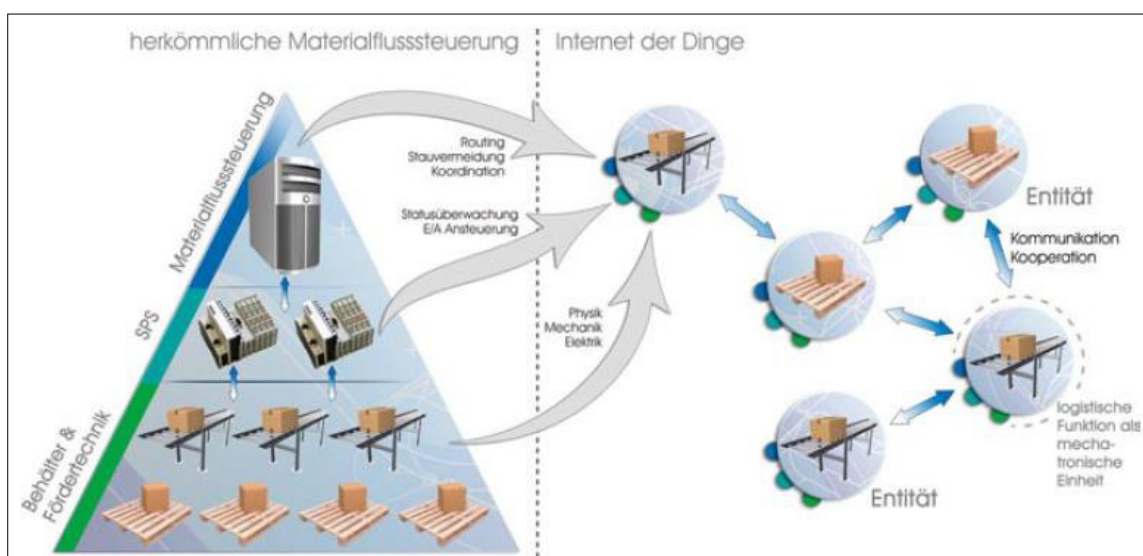 herkömmliche Materialflusssteuerung
Internet der Dinge
Materialflusssteuerung
SPS
Behälter &
Fördertechnik
Routing
Stauvermeidung
Koordination
Statusüberwachung
E/A Ansteuerung
Physik
Mechanik
Elektrik
Entität
Kommunikation
Kooperation
logistische
Funktion als
mecha-
tronische
Einheit
Entität